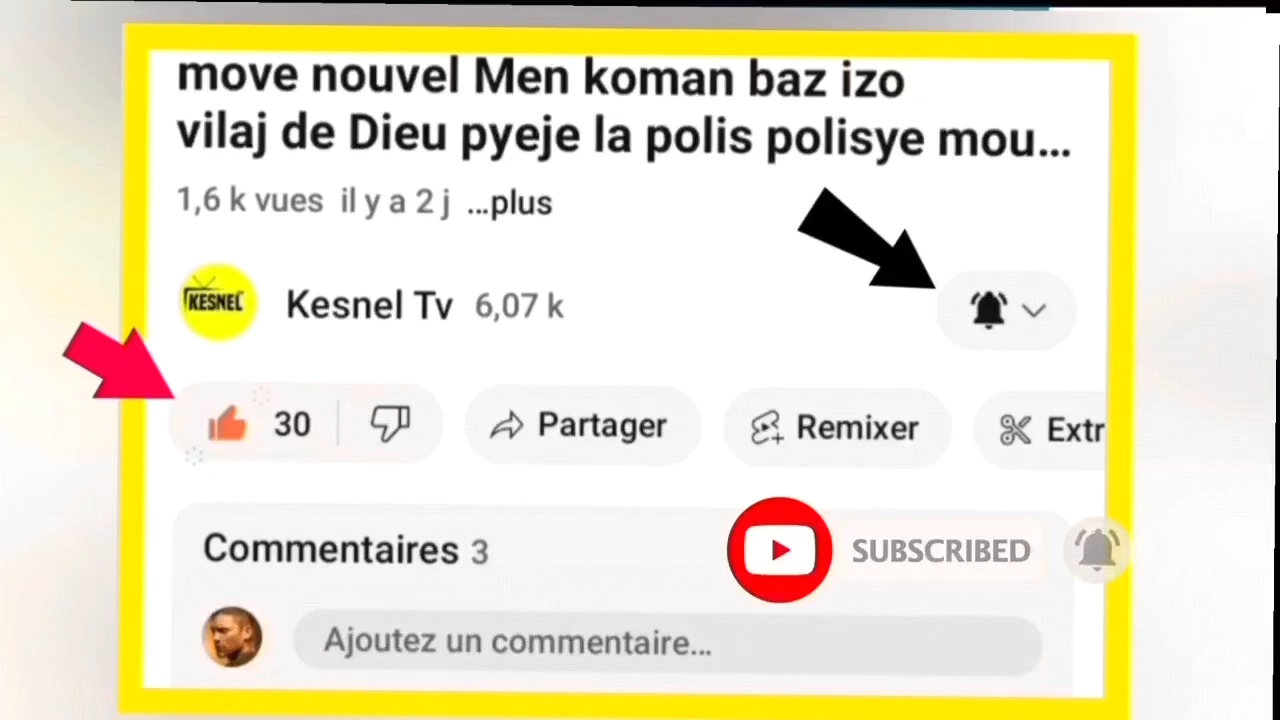 move nouvel Men koman baz izo
vilaj de Dieu pyeje la polis polisye mou...
1,6 k vues il y a 2 j ...plus
KESNEL
Kesnel Tv 6,07 k
30
Partager
Remixer
Extr
Commentaires 3
SUBSCRIBED
Ajoutez un commentaire...